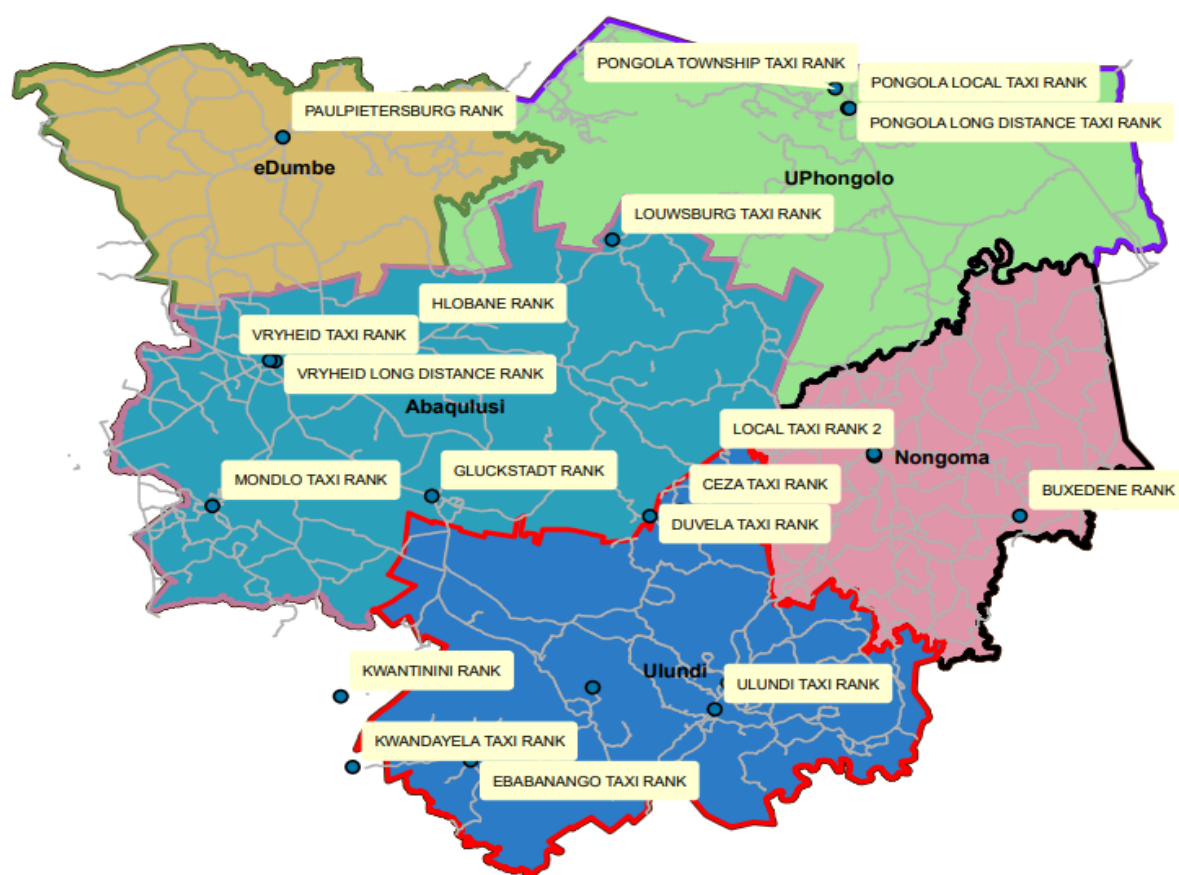 PONGOLA TOWNSHIP TAXI RANK
PONGOLA LOCAL TAXI RANK
PAULPIETERSBURG RANK
PONGOLA LONG DISTANCE TAXI RANK
eDumbe
UPhongolo
LOUWSBURG TAXI RANK
HLOBANE RANK
VRYHEID TAXI RANK
VRYHEID LONG DISTANCE RANK
Abaqulusi
LOCAL TAXI RANK 2
Nongoma
GLUCKSTADT RANK
MONDLO TAXI RANK
CEZA TAXI RANK
BUXEDENE RANK
DUVELA TAXI RANK
KWANTININI RANK
Ulundi
ULUNDI TAXI RANK
KWANDAYELA TAXI RANK
EBABANANGO TAXI RANK